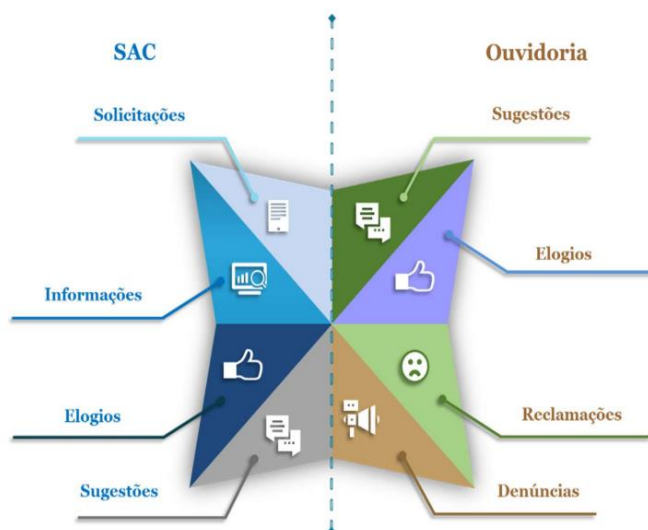 SAC
Ouvidoria
Solicitações
Sugestões
Informações
Elogios
Elogios
Reclamações
Sugestões
Denúncias